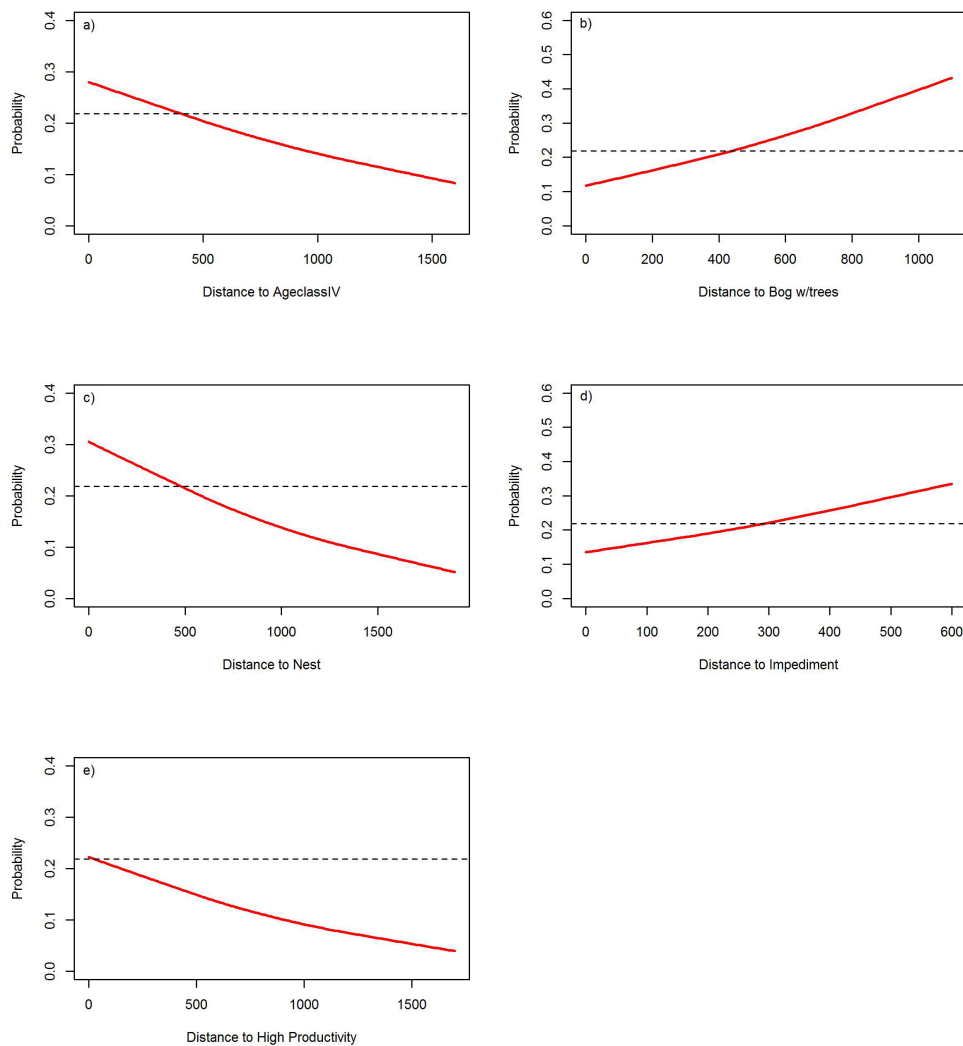 a)
Probability
0.0 0.1 0.2 0.3 0.4
0 500 1000 1500
Distance to AgeclassIV
b)
Probability
0.0 0.1 0.2 0.3 0.4 0.5 0.6
0 200 400 600 800 1000
Distance to Bog w/trees
c)
Probability
0.0 0.1 0.2 0.3 0.4
0 500 1000 1500
Distance to Nest
d)
Probability
0.0 0.1 0.2 0.3 0.4 0.5 0.6
0 100 200 300 400 500 600
Distance to Impediment
e)
Probability
0.0 0.1 0.2 0.3 0.4
0 500 1000 1500
Distance to High Productivity